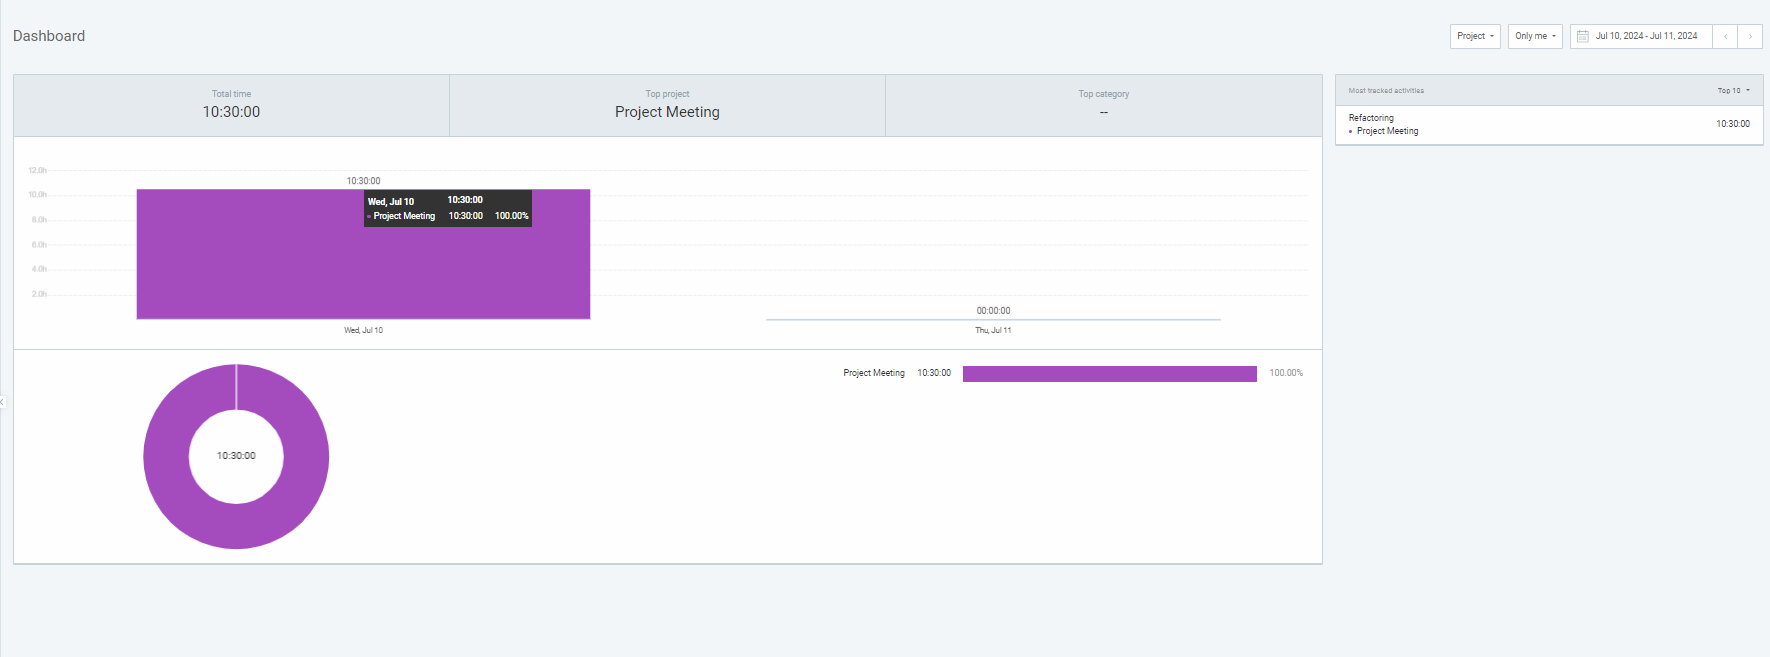 Dashboard
Project
Only me
Jul 10, 2024 - Jul 11, 2024
Total time
10:30:00
Top project
Project Meeting
Top category
--
Most tracked activities
Top 10
Refactoring
Project Meeting
10:30:00
12.0h
10.0h
8.0h
6.0h
4.0h
2.0h
10:30:00
Wed, Jul 10 10:30:00
Project Meeting 10:30:00 100.00%
00:00:00
Wed, Jul 10
Thu, Jul 11
Project Meeting 10:30:00 100.00%
10:30:00